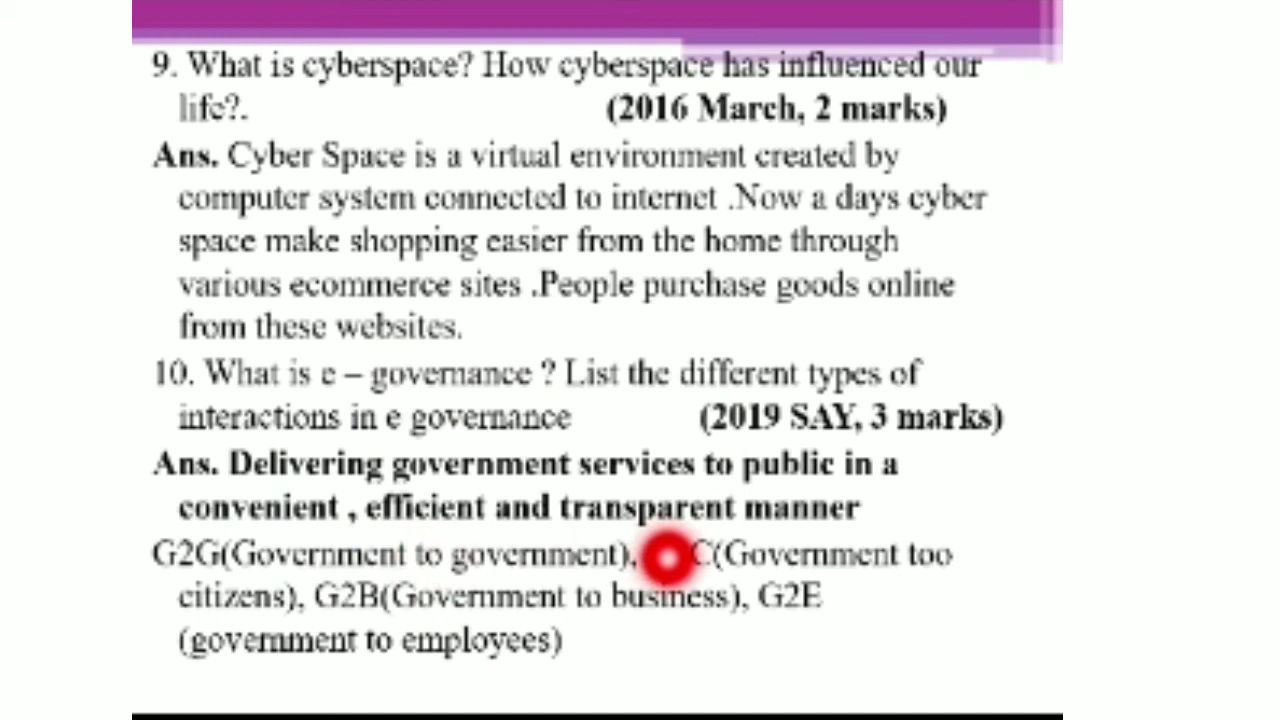 9. What is cyberspace? How cyberspace has influenced our
life?. (2016 March, 2 marks)
Ans. Cyber Space is a virtual environment created by
computer system connected to internet .Now a days cyber
space make shopping easier from the home through
various ecommerce sites .People purchase goods online
from these websites.
10. What is e – governance ? List the different types of
interactions in e governance (2019 SAY, 3 marks)
Ans. Delivering government services to public in a
convenient , efficient and transparent manner
G2G(Government to government), C(Government too
citizens), G2B(Government to business), G2E
(government to employees)